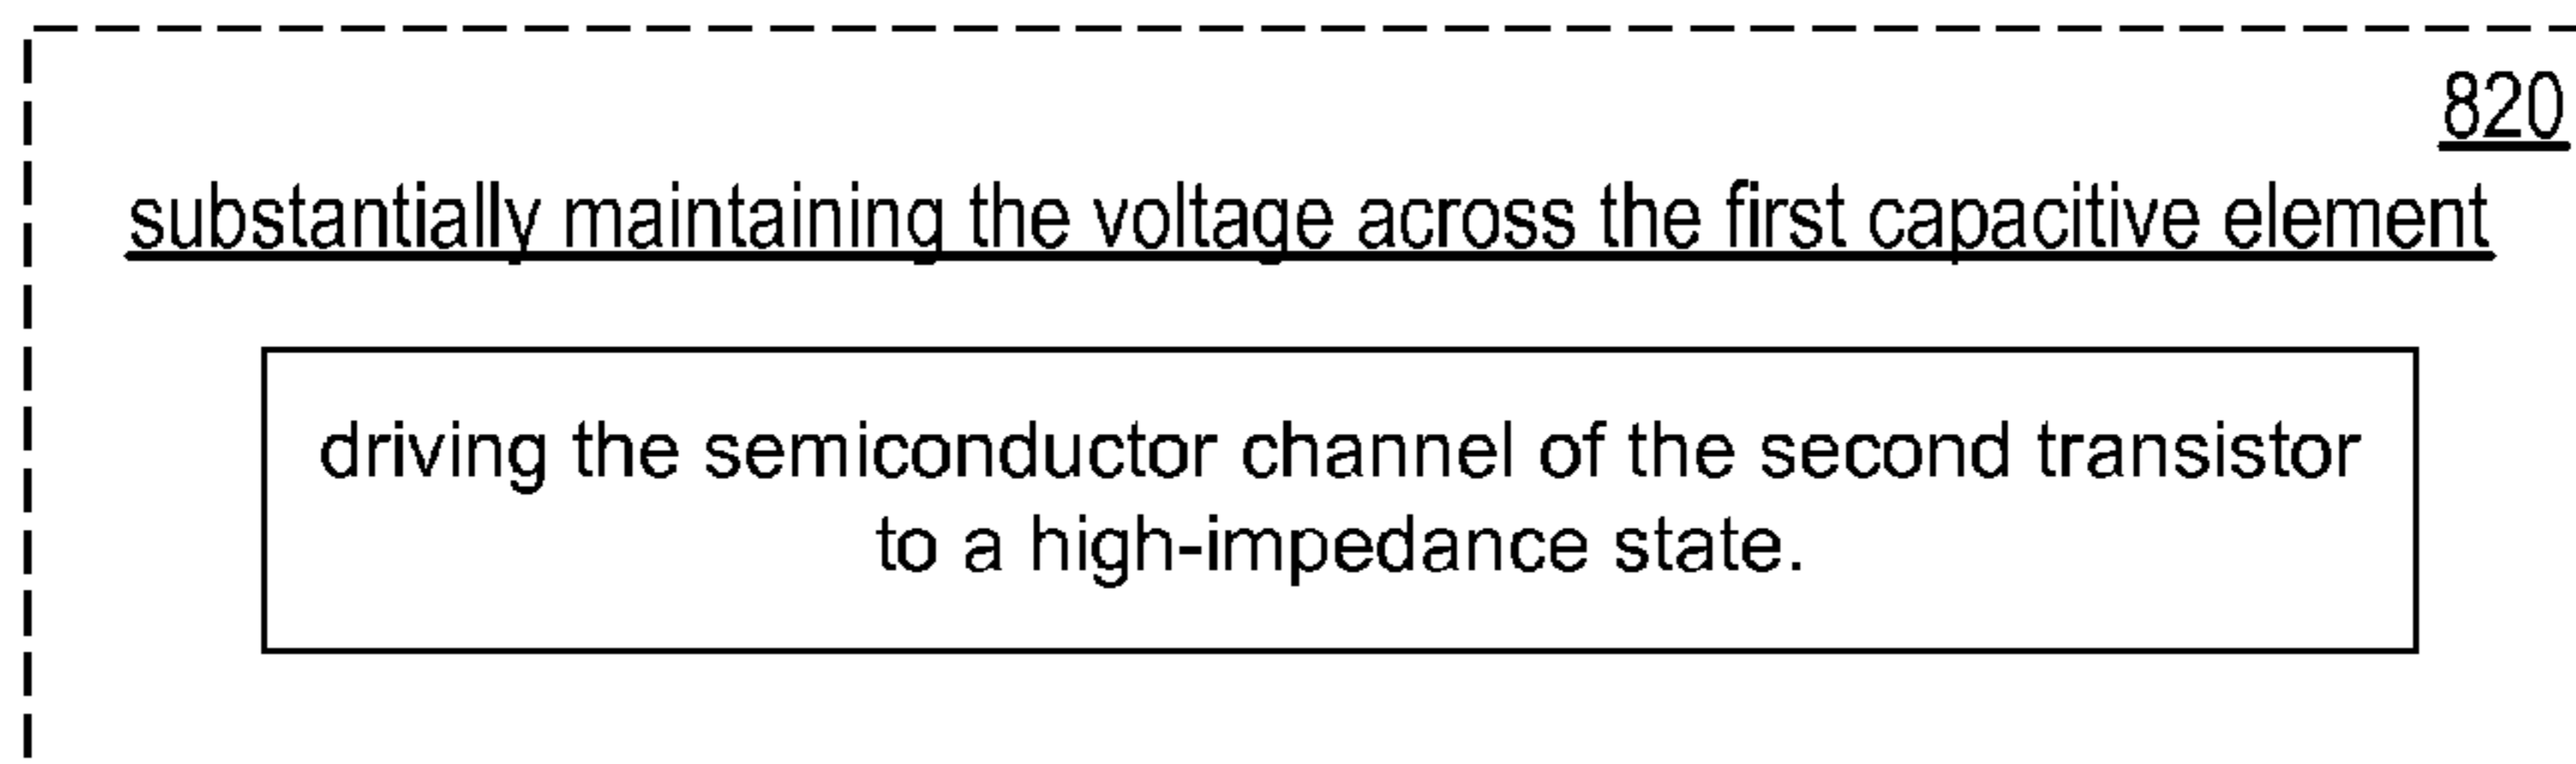 820
substantially maintaining the voltage across the first capacitive element
driving the semiconductor channel of the second transistor
to a high-impedance state.